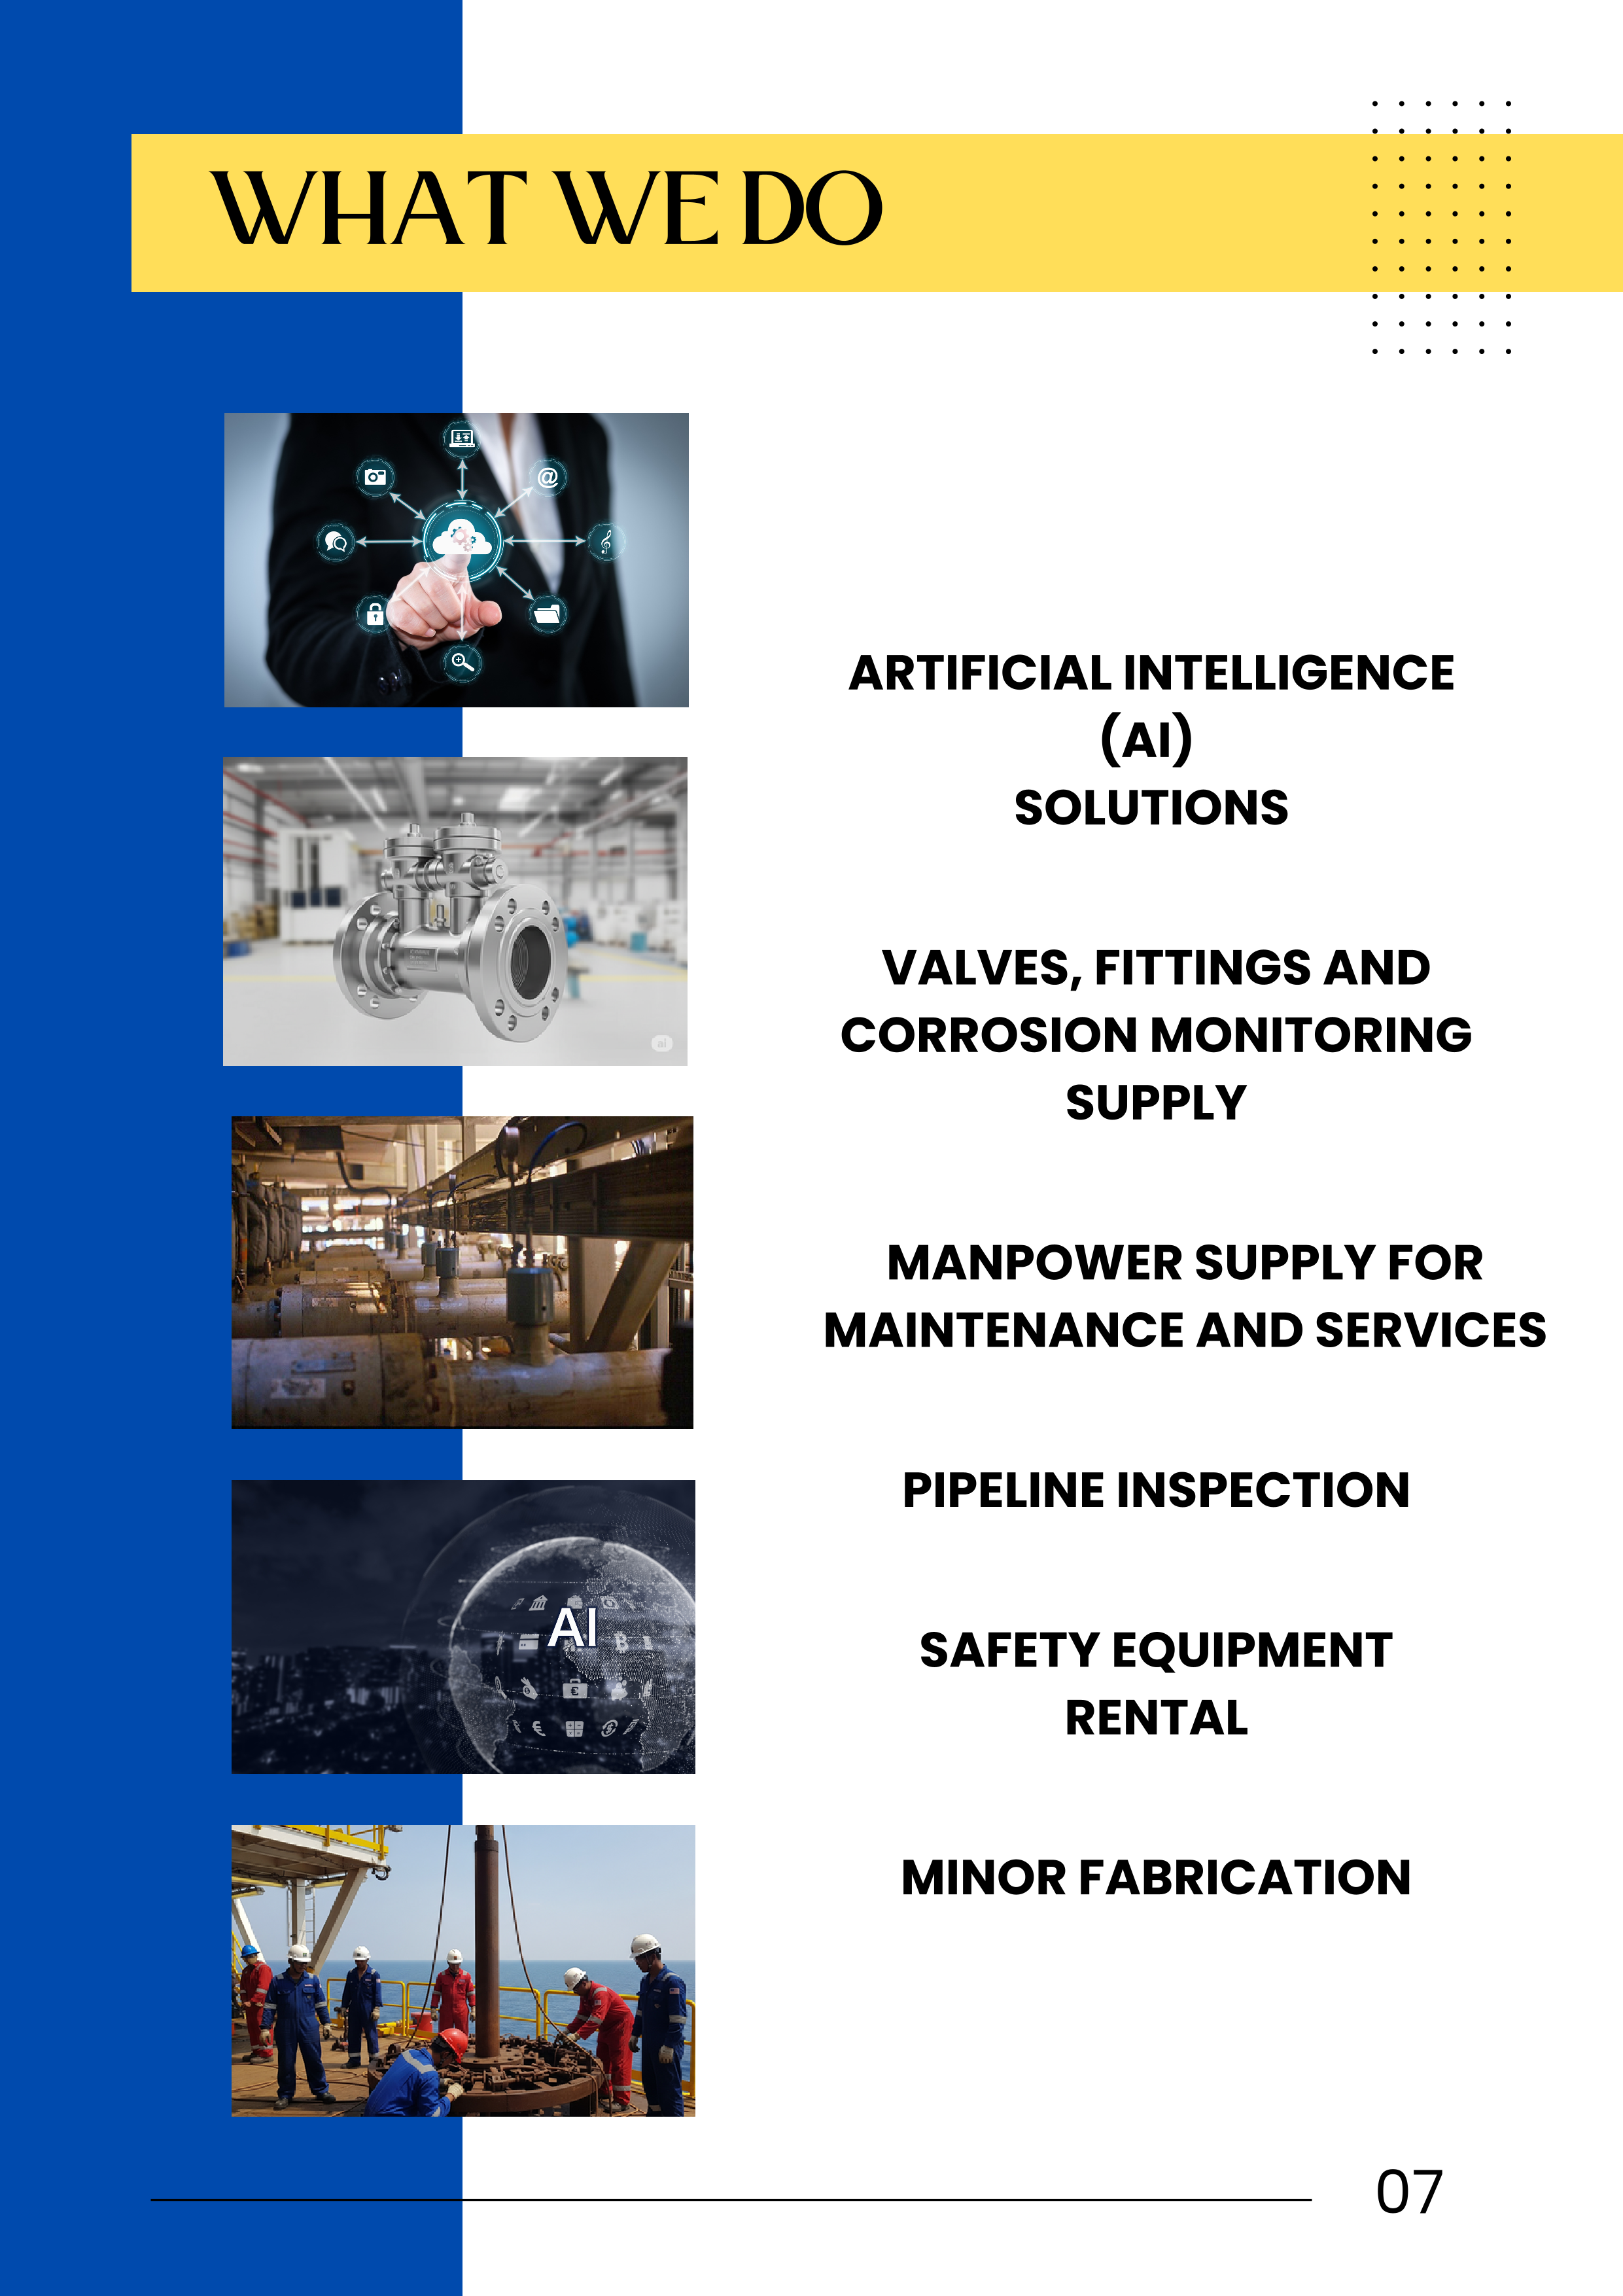 WHAT WE DO
@
ai
AI
ARTIFICIAL INTELLIGENCE
(AI)
SOLUTIONS
VALVES, FITTINGS AND
CORROSION MONITORING
SUPPLY
MANPOWER SUPPLY FOR
MAINTENANCE AND SERVICES
PIPELINE INSPECTION
SAFETY EQUIPMENT
RENTAL
MINOR FABRICATION
07